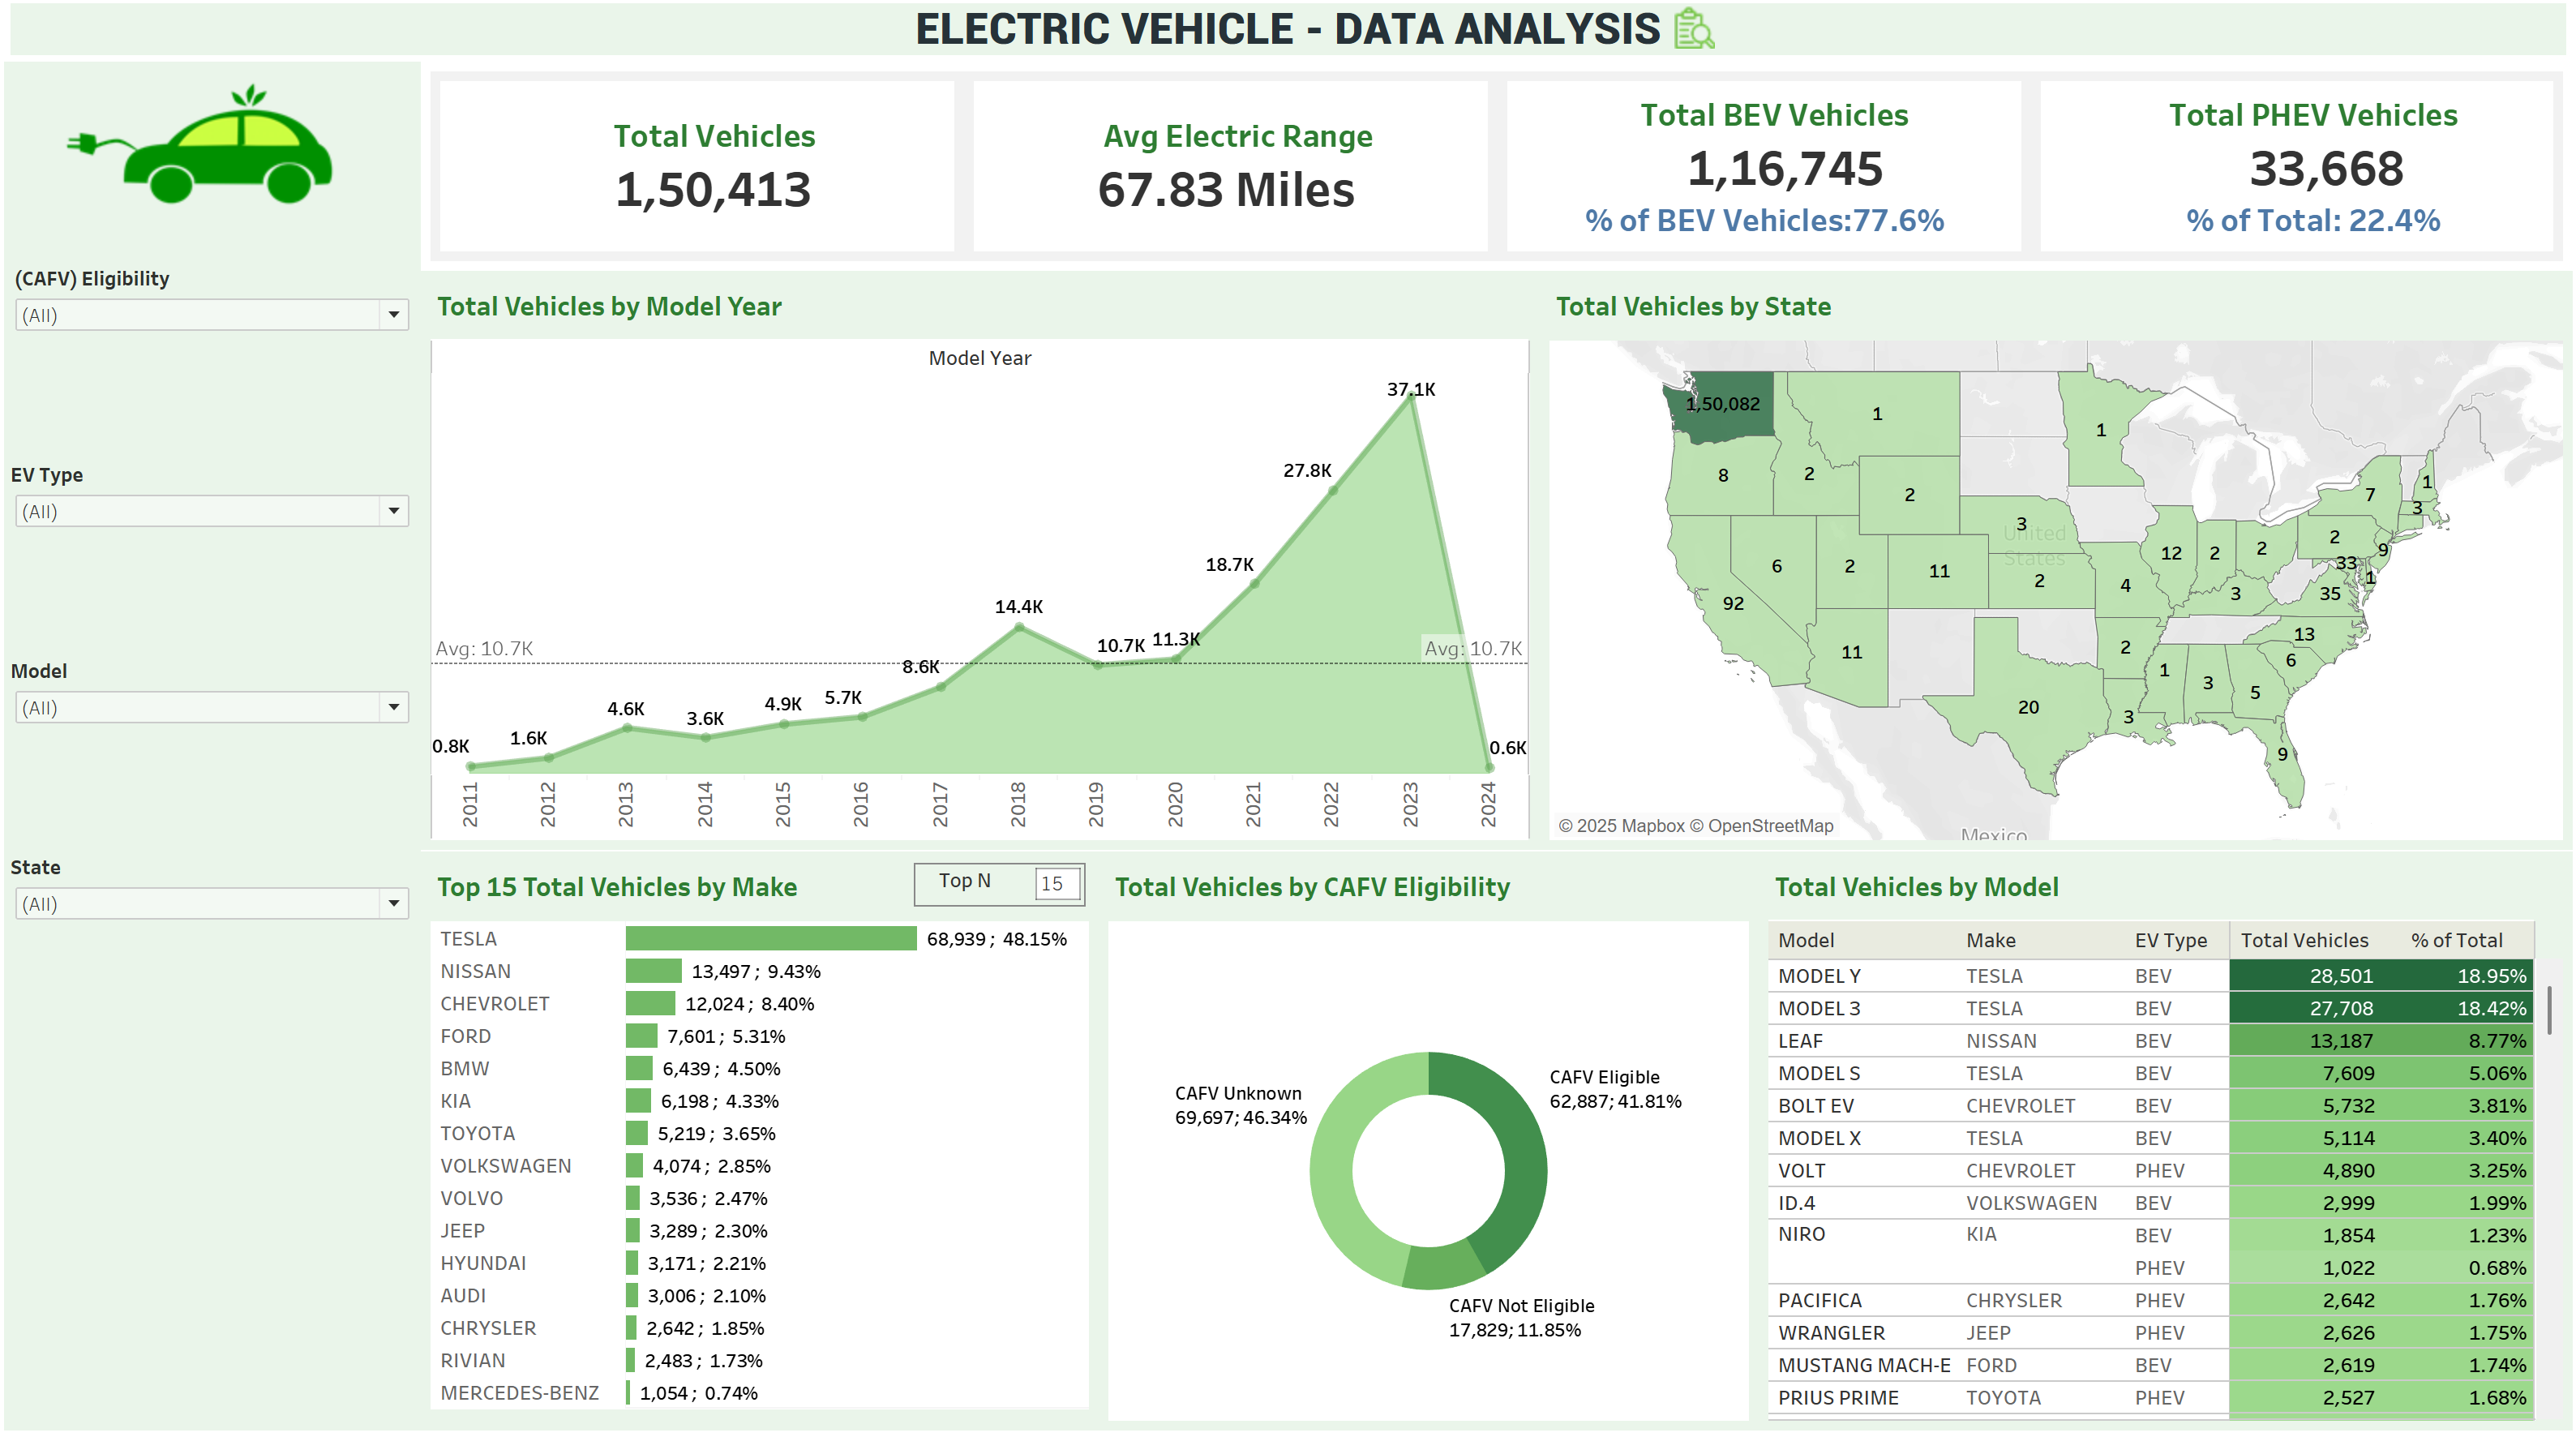 ELECTRIC VEHICLE - DATA ANALYSIS
Total Vehicles
1,50,413
Avg Electric Range
67.83 Miles
Total BEV Vehicles
1,16,745
% of BEV Vehicles:77.6%
Total PHEV Vehicles
33,668
% of Total: 22.4%
(CAFV) Eligibility
(All)
EV Type
(All)
Model
(All)
State
(All)
Total Vehicles by Model Year
Model Year
37.1K
27.8K
18.7K
14.4K
10.7K
11.3K
Avg: 10.7K
Avg: 10.7K
8.6K
5.7K
4.9K
4.6K
3.6K
1.6K
0.8K
0.6K
2011
2012
2013
2014
2015
2016
2017
2018
2019
2020
2021
2022
2023
2024
Total Vehicles by State
1,50,082
1
1
8
2
2
7
1
3
3
United
States
2
9
12
2
2
6
2
11
2
33
1
4
3
35
92
13
11
2
6
1
3
5
20
3
9
© 2025 Mapbox © OpenStreetMap
Mexico
Top 15 Total Vehicles by Make
Top N
15
TESLA 68,939; 48.15%
NISSAN 13,497; 9.43%
CHEVROLET 12,024; 8.40%
FORD 7,601; 5.31%
BMW 6,439; 4.50%
KIA 6,198; 4.33%
TOYOTA 5,219; 3.65%
VOLKSWAGEN 4,074; 2.85%
VOLVO 3,536; 2.47%
JEEP 3,289; 2.30%
HYUNDAI 3,171; 2.21%
AUDI 3,006; 2.10%
CHRYSLER 2,642; 1.85%
RIVIAN 2,483; 1.73%
MERCEDES-BENZ 1,054; 0.74%
Total Vehicles by CAFV Eligibility
CAFV Unknown
69,697; 46.34%
CAFV Eligible
62,887; 41.81%
CAFV Not Eligible
17,829; 11.85%
Total Vehicles by Model
Model Make EV Type Total Vehicles % of Total
MODEL Y TESLA BEV 28,501 18.95%
MODEL 3 TESLA BEV 27,708 18.42%
LEAF NISSAN BEV 13,187 8.77%
MODEL S TESLA BEV 7,609 5.06%
BOLT EV CHEVROLET BEV 5,732 3.81%
MODEL X TESLA BEV 5,114 3.40%
VOLT CHEVROLET PHEV 4,890 3.25%
ID.4 VOLKSWAGEN BEV 2,999 1.99%
NIRO KIA BEV 1,854 1.23%
PHEV 1,022 0.68%
PACIFICA CHRYSLER PHEV 2,642 1.76%
WRANGLER JEEP PHEV 2,626 1.75%
MUSTANG MACH-E FORD BEV 2,619 1.74%
PRIUS PRIME TOYOTA PHEV 2,527 1.68%